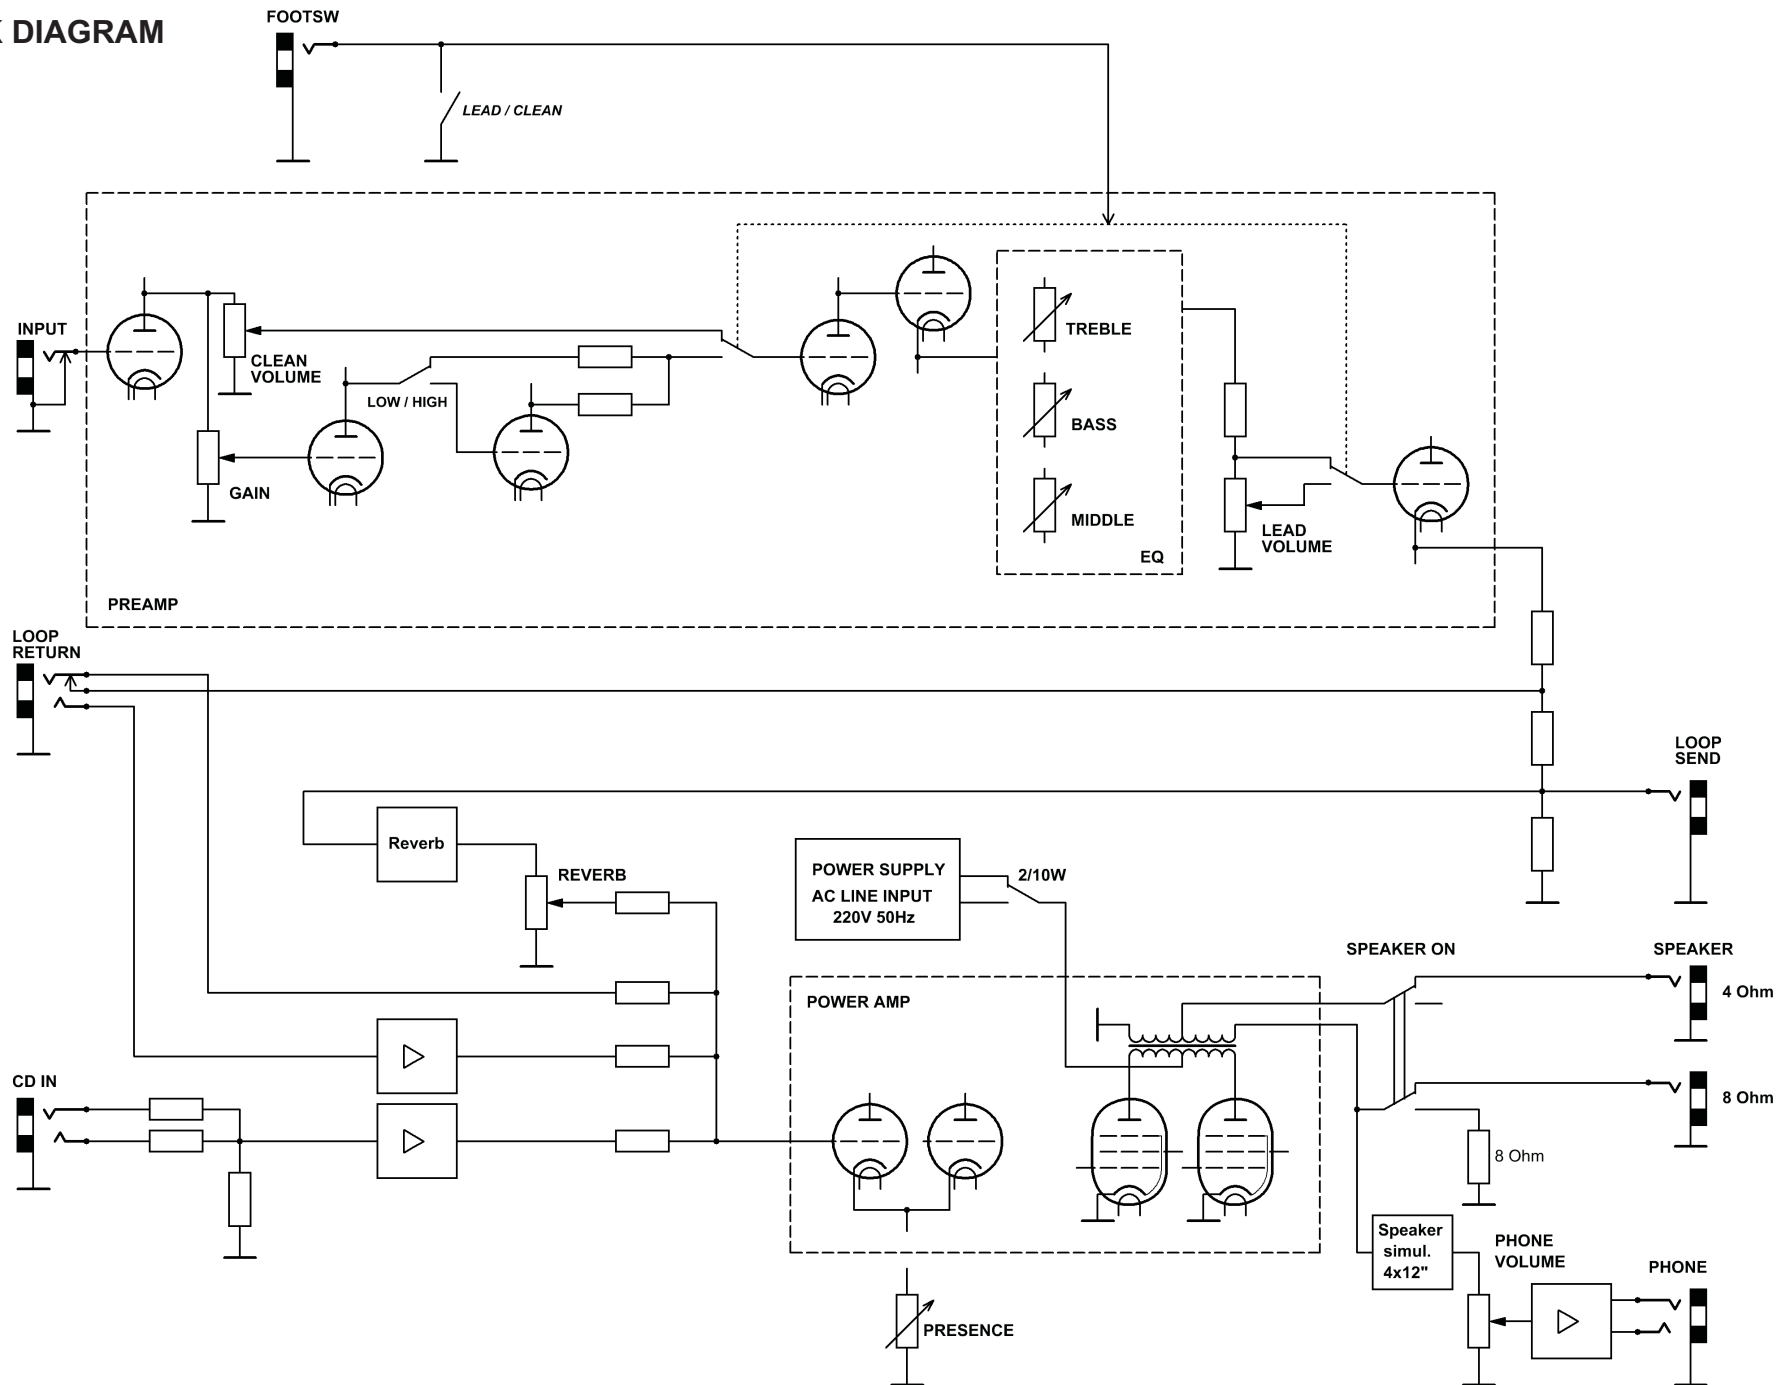 DIAGRAM
FOOTSW
LEAD / CLEAN
INPUT
CLEAN
VOLUME
LOW / HIGH
GAIN
TREBLE
BASS
MIDDLE
EQ
LEAD
VOLUME
PREAMP
LOOP
RETURN
LOOP
SEND
Reverb
REVERB
POWER SUPPLY
AC LINE INPUT
220V 50Hz
2/10W
SPEAKER ON
SPEAKER
4 Ohm
POWER AMP
CD IN
8 Ohm
8 Ohm
Speaker
simul.
4x12"
PHONE
VOLUME
PHONE
PRESENCE